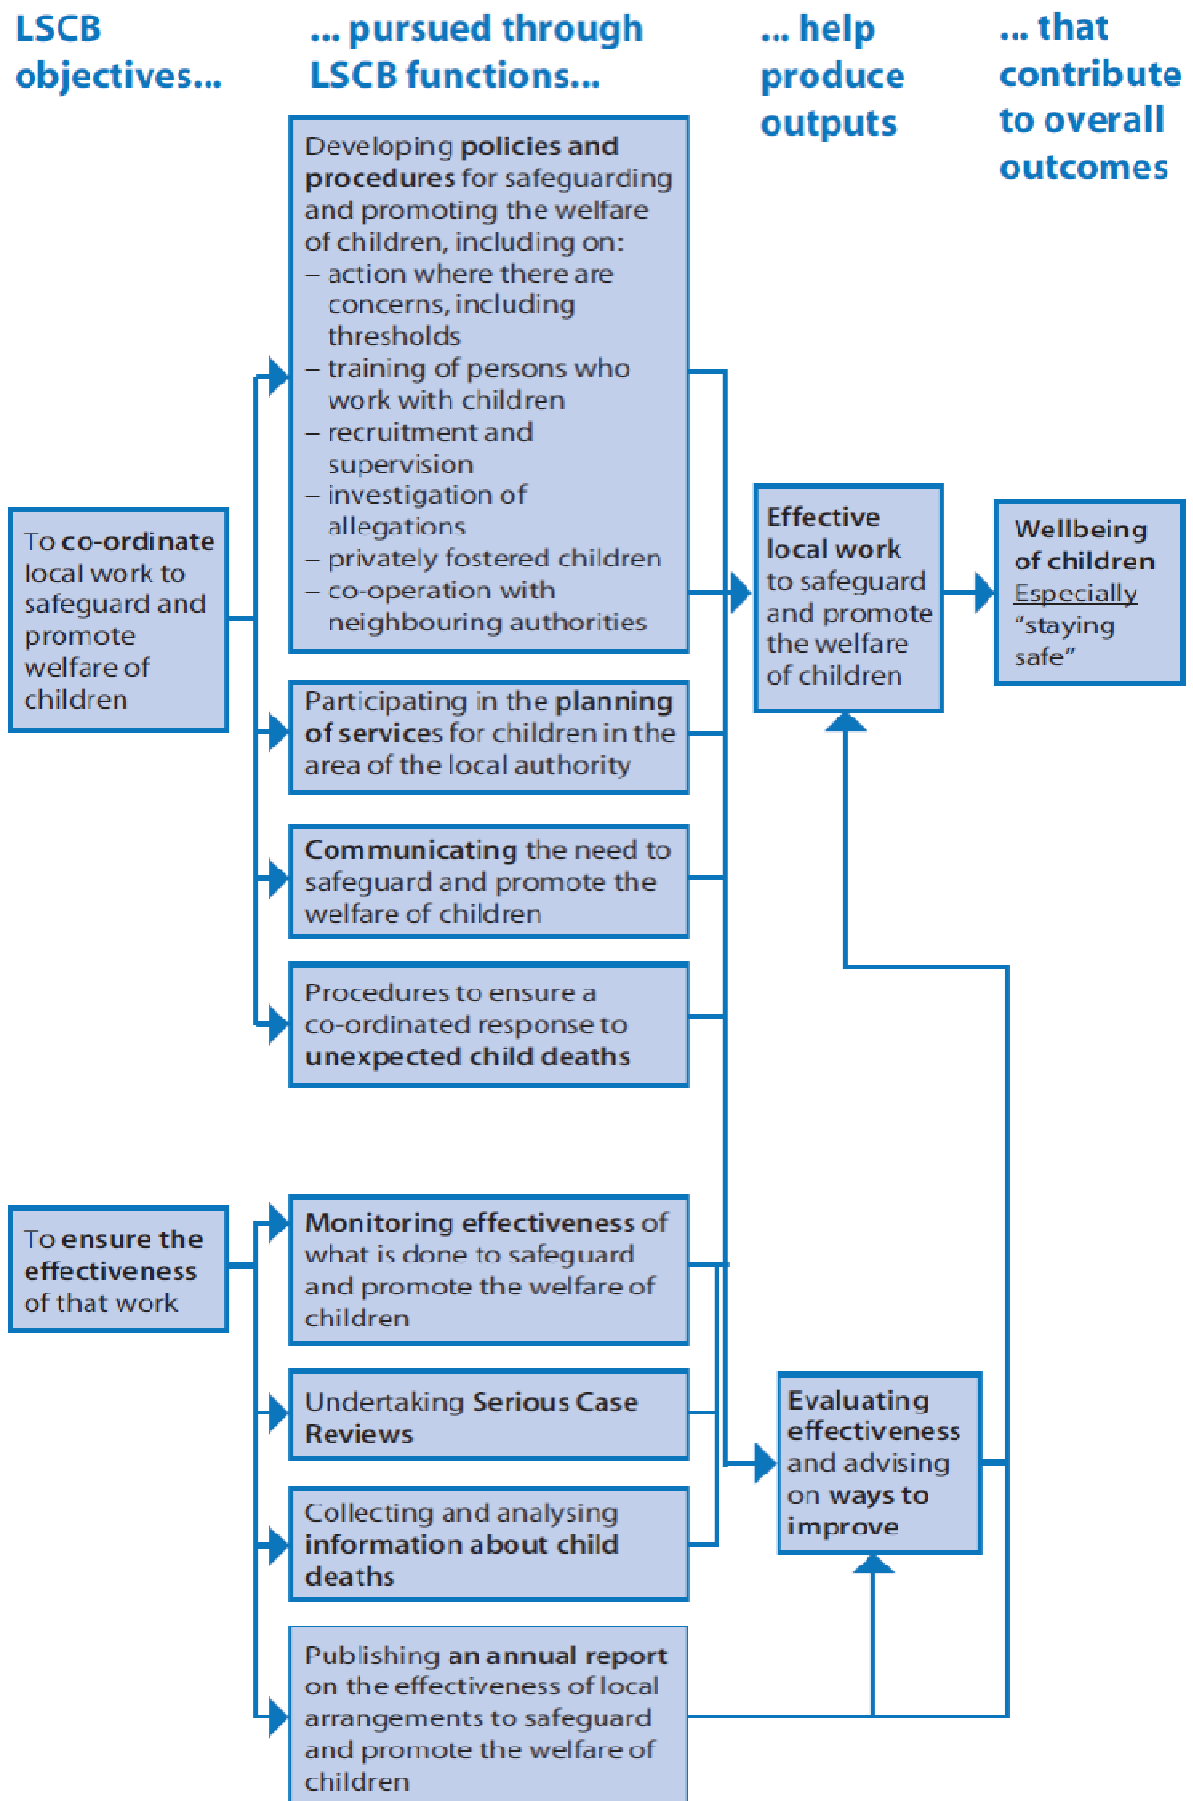 LSCB
objectives...
... pursued through
LSCB functions...
... help
produce
outputs
... that
contribute
to overall
outcomes
Developing policies and
procedures for safeguarding
and promoting the welfare
of children, including on:
– action where there are
concerns, including
thresholds
– training of persons who
work with children
– recruitment and
supervision
– investigation of
allegations
– privately fostered children
– co-operation with
neighbouring authorities
To co-ordinate
local work to
safeguard and
promote
welfare of
children
Effective
local work
to safeguard
and promote
the welfare
of children
Wellbeing
of children
Especially
“staying
safe”
Participating in the planning
of services for children in the
area of the local authority
Communicating the need to
safeguard and promote the
welfare of children
Procedures to ensure a
co-ordinated response to
unexpected child deaths
To ensure the
effectiveness
of that work
Monitoring effectiveness of
what is done to safeguard
and promote the welfare of
children
Undertaking Serious Case
Reviews
Evaluating
effectiveness
and advising
on ways to
improve
Collecting and analysing
information about child
deaths
Publishing an annual report
on the effectiveness of local
arrangements to safeguard
and promote the welfare of
children